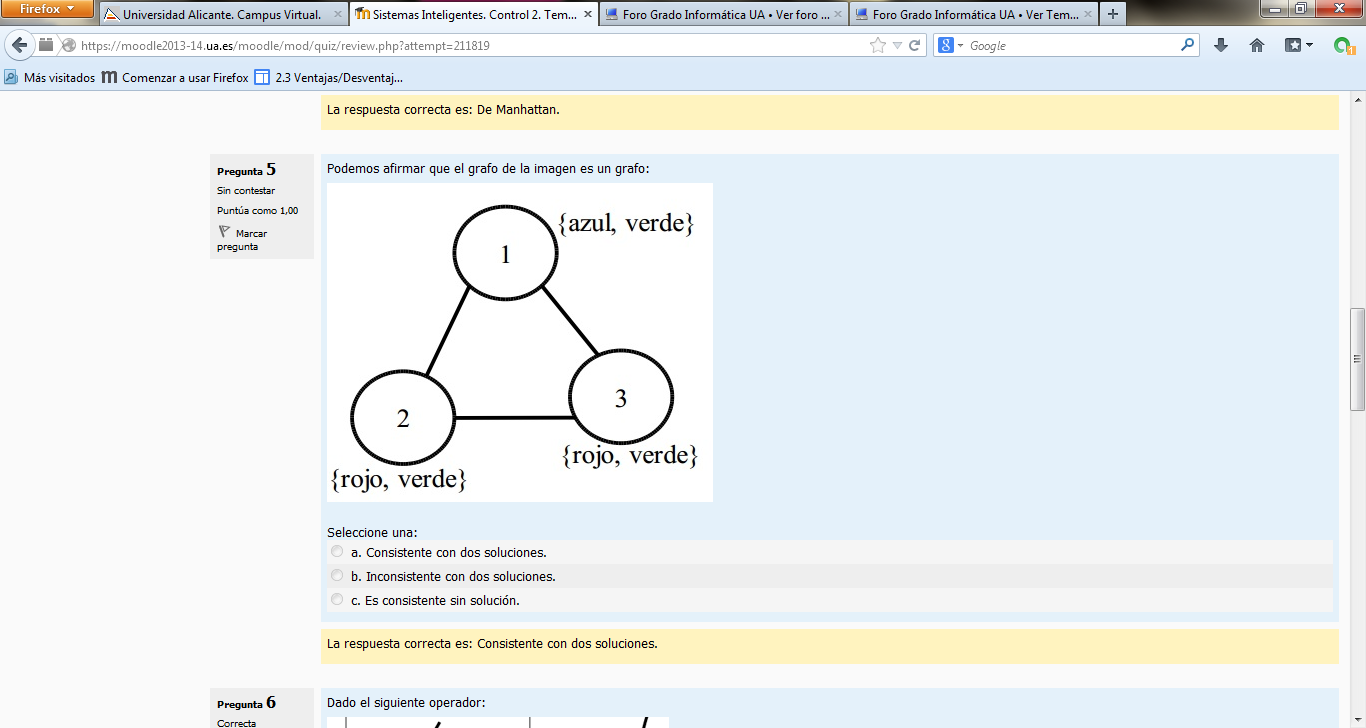 Firefox
Universidad Alicante. Campus Virtual.
Sistemas Inteligentes. Control 2. Tem...
Foro Grado Informática UA • Ver foro ...
Foro Grado Informática UA • Ver Tem...
https://moodle2013-14.ua.es/moodle/mod/quiz/review.php?attempt=211819
Google
Más visitados
Comenzar a usar Firefox
2.3 Ventajas/Desventaj...
La respuesta correcta es: De Manhattan.
Pregunta 5
Sin contestar
Puntúa como 1,00
Marcar
pregunta
Podemos afirmar que el grafo de la imagen es un grafo:
{azul, verde}
1
2
3
{rojo, verde}
{rojo, verde}
Seleccione una:
a. Consistente con dos soluciones.
b. Inconsistente con dos soluciones.
c. Es consistente sin solución.
La respuesta correcta es: Consistente con dos soluciones.
Pregunta 6
Correcta
Dado el siguiente operador: